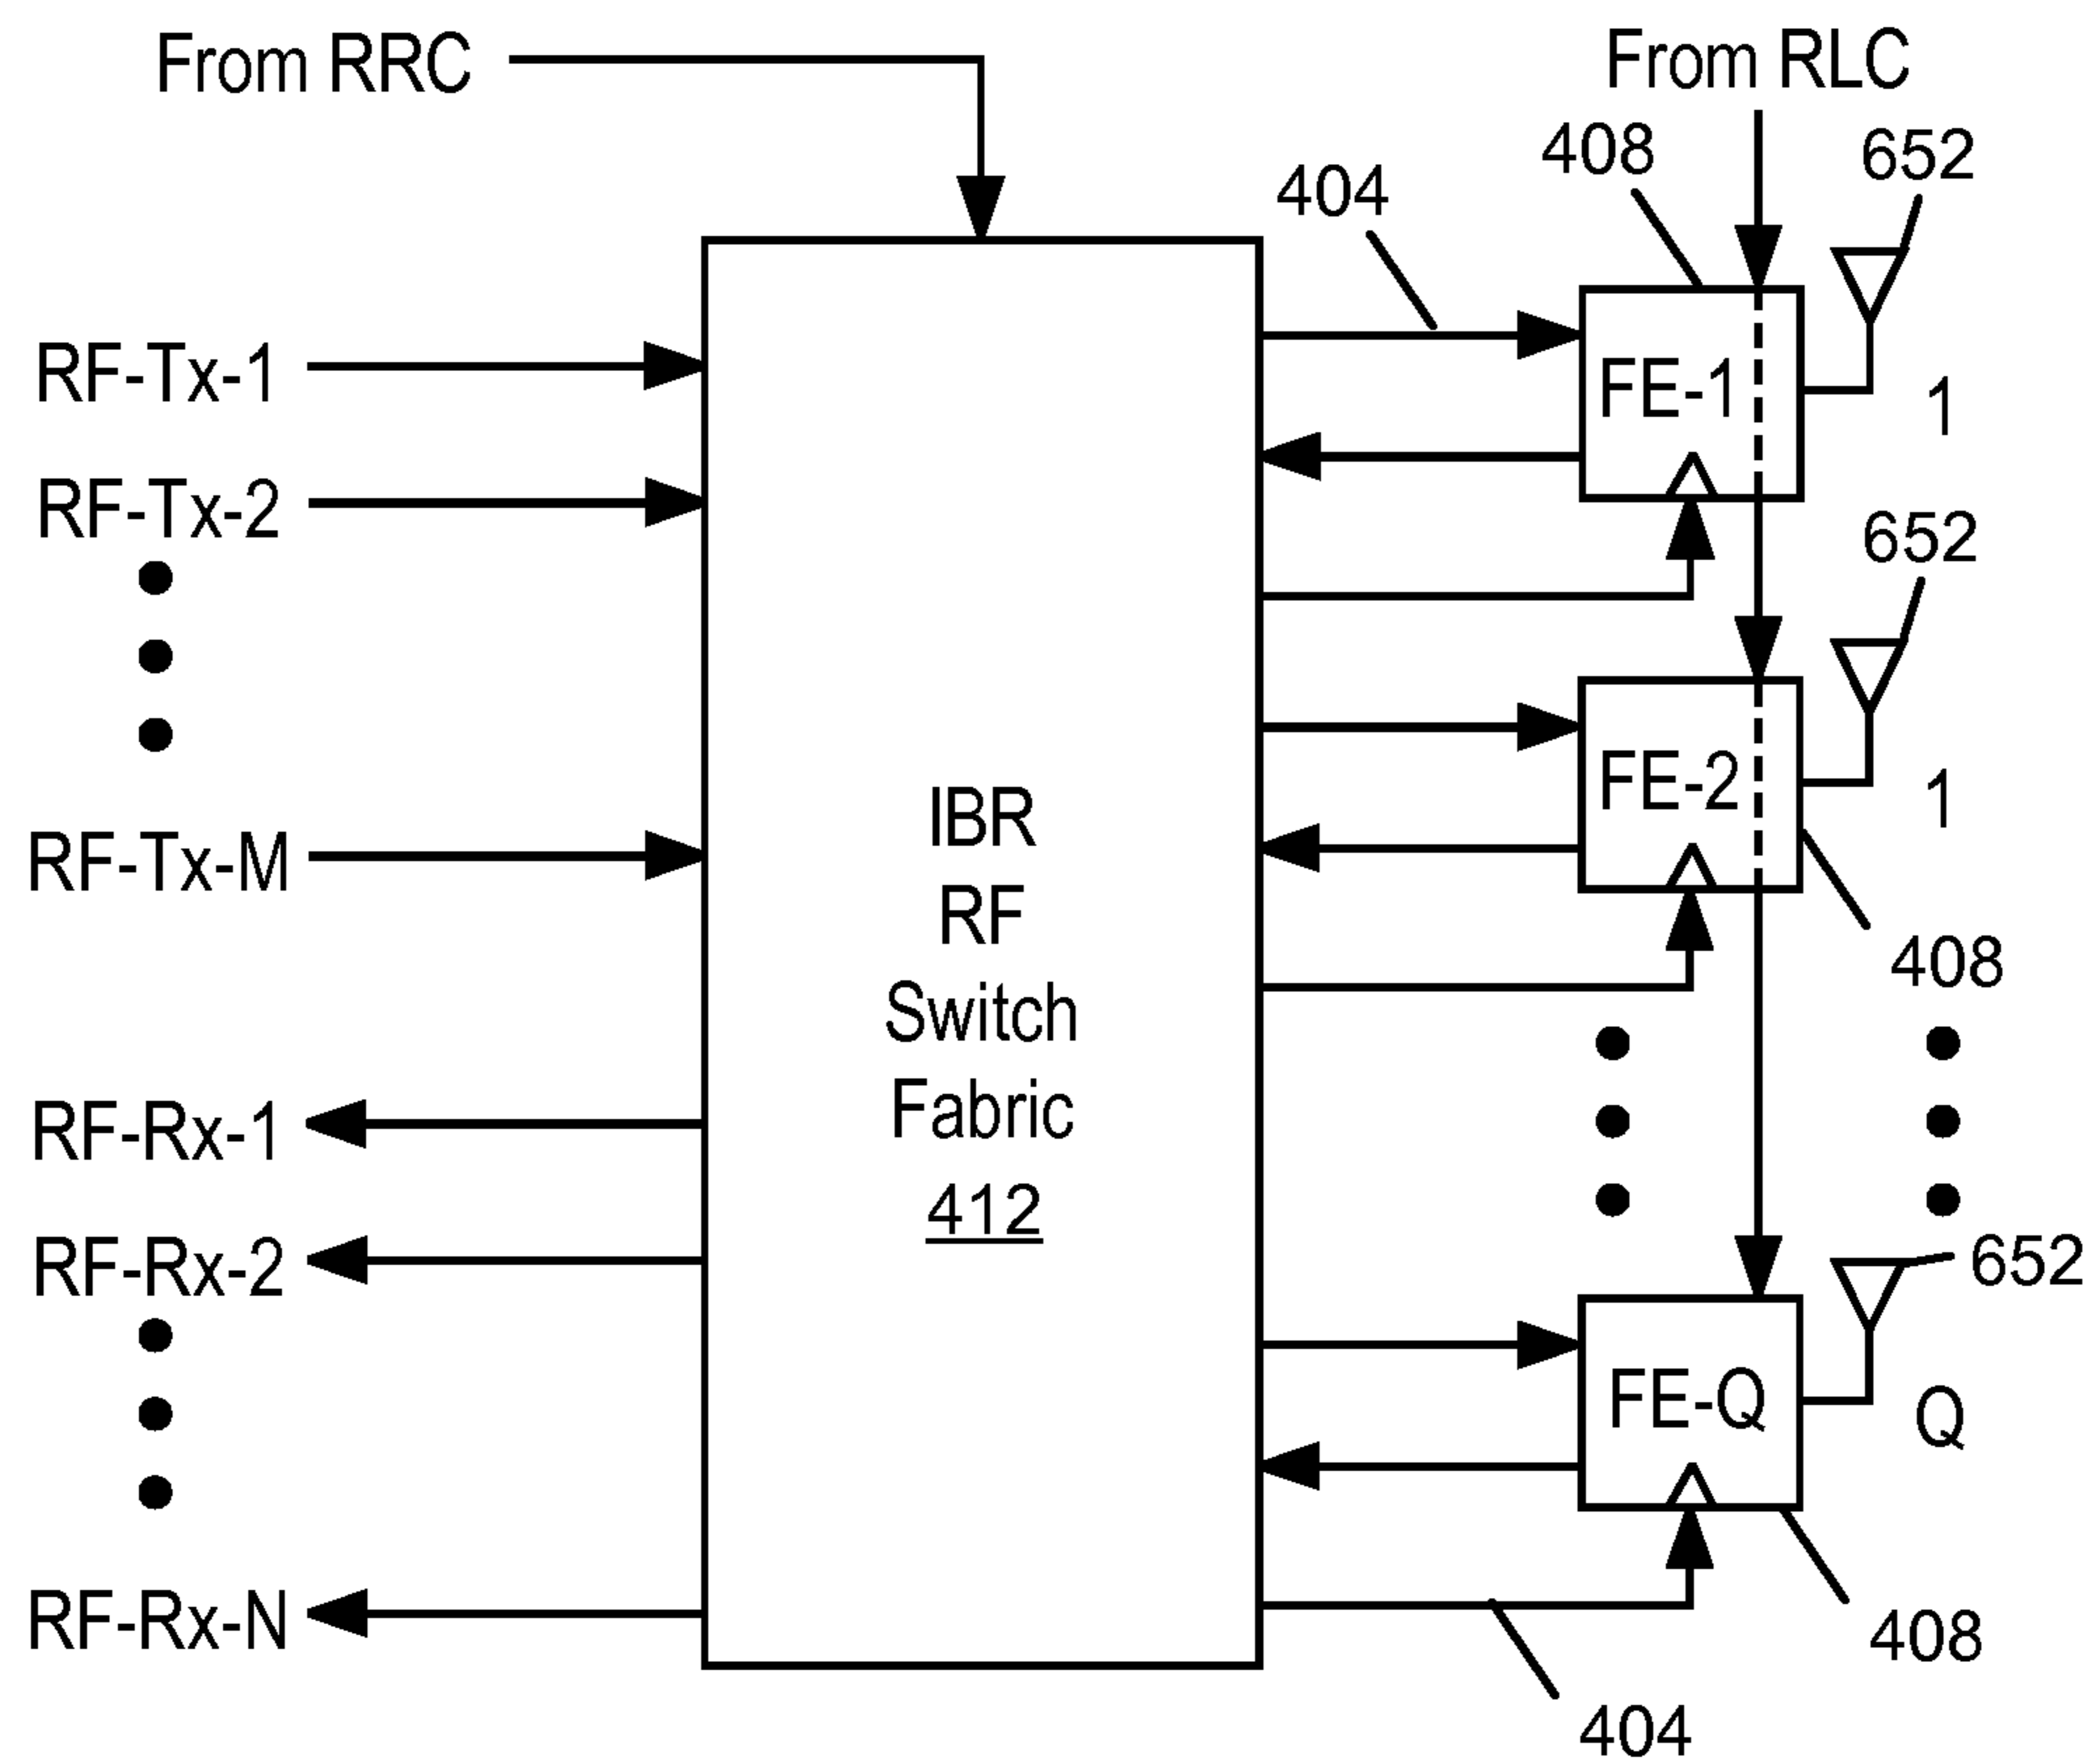 From RRC
From RLC
408
652
404
RF-Tx-1
FE-1
1
RF-Tx-2
652
FE-2
1
RF-Tx-M
IBR
RF
Switch
Fabric
412
408
RF-Rx-1
RF-Rx-2
652
FE-Q
Q
RF-Rx-N
408
404